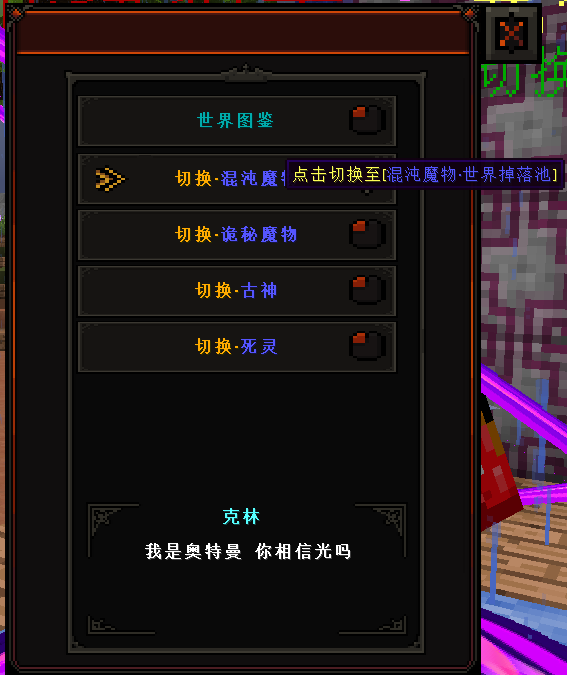 世界图鉴
切换·混沌魔
点击切换至[混沌魔物·世界掉落池]
切换·诡秘魔物
切换·古神
切换·死灵
克林
我是奥特曼 你相信光吗
切换